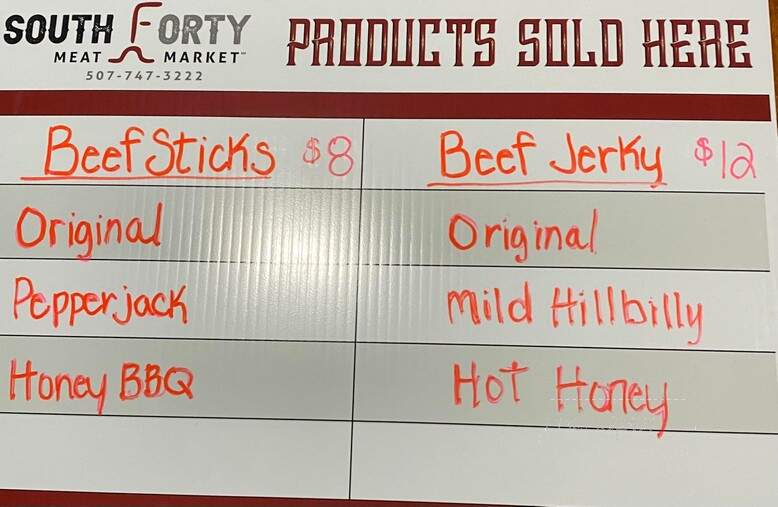 SOUTH FORTY
MEAT MARKET™
507-747-3222
PRODUCTS SOLD HERE
Beef Sticks $8
Original
Pepperjack
Honey BBQ
Beef Jerky $12
Original
Mild Hillbilly
Hot Honey